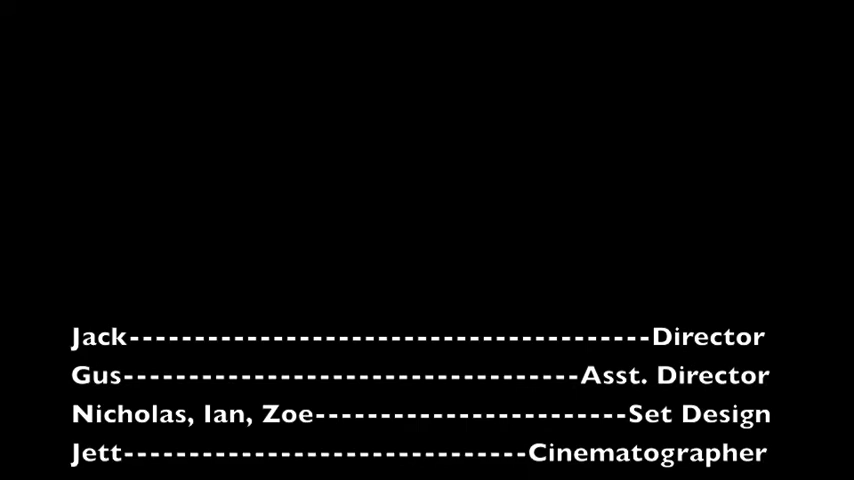 Jack----------------------------------------Director
Gus-----------------------------------Asst. Director
Nicholas, Ian, Zoe------------------------Set Design
Jett-------------------------------Cinematographer